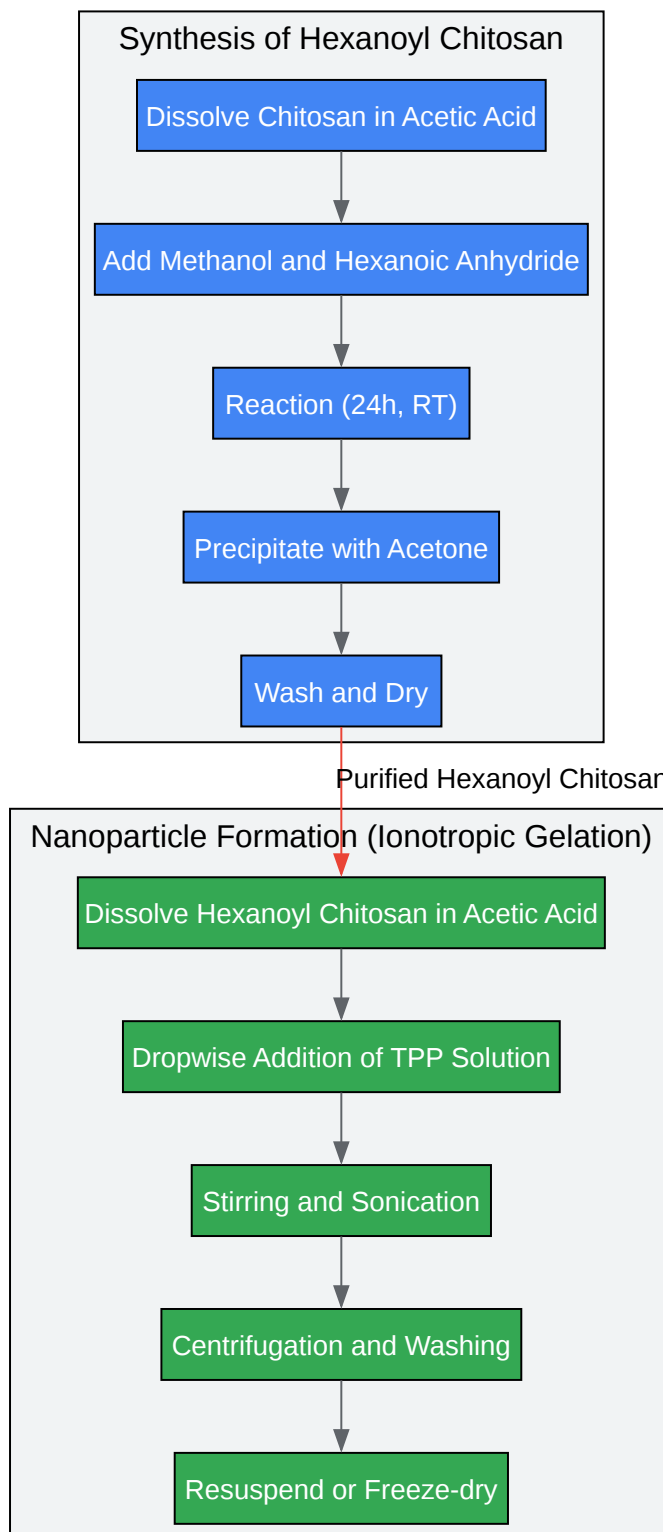 Synthesis of Hexanoyl Chitosan
Dissolve Chitosan in Acetic Acid
Add Methanol and Hexanoic Anhydride
Reaction (24h, RT)
Precipitate with Acetone
Wash and Dry
Purified Hexanoyl Chitosan
Nanoparticle Formation (Ionotropic Gelation)
Dissolve Hexanoyl Chitosan in Acetic Acid
Dropwise Addition of TPP Solution
Stirring and Sonication
Centrifugation and Washing
Resuspend or Freeze-dry